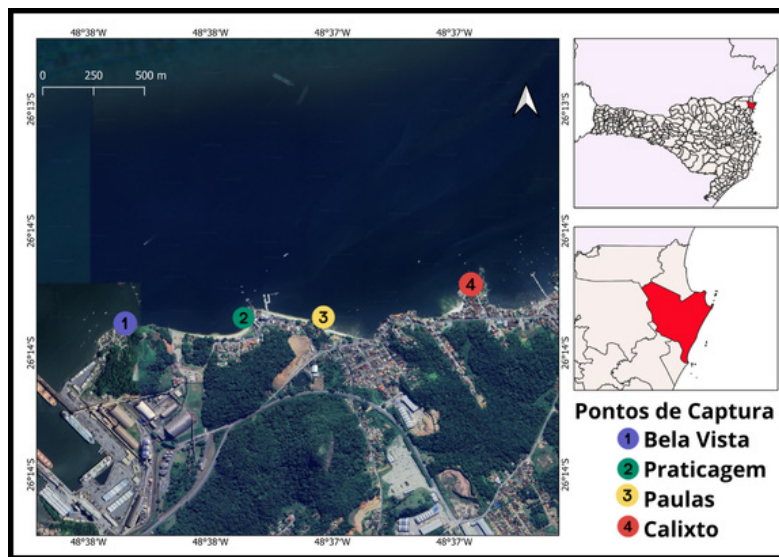 48°38'W 48°38'W 48°37'W 48°37'W
0 250 500 m
26°13'S 26°13'S
26°14'S 26°14'S
1 2 3 4
26°14'S 26°14'S
26°14'S 26°14'S
48°38'W 48°38'W 48°37'W 48°37'W
Pontos de Captura
1 Bela Vista
2 Praticagem
3 Paulas
4 Calixto